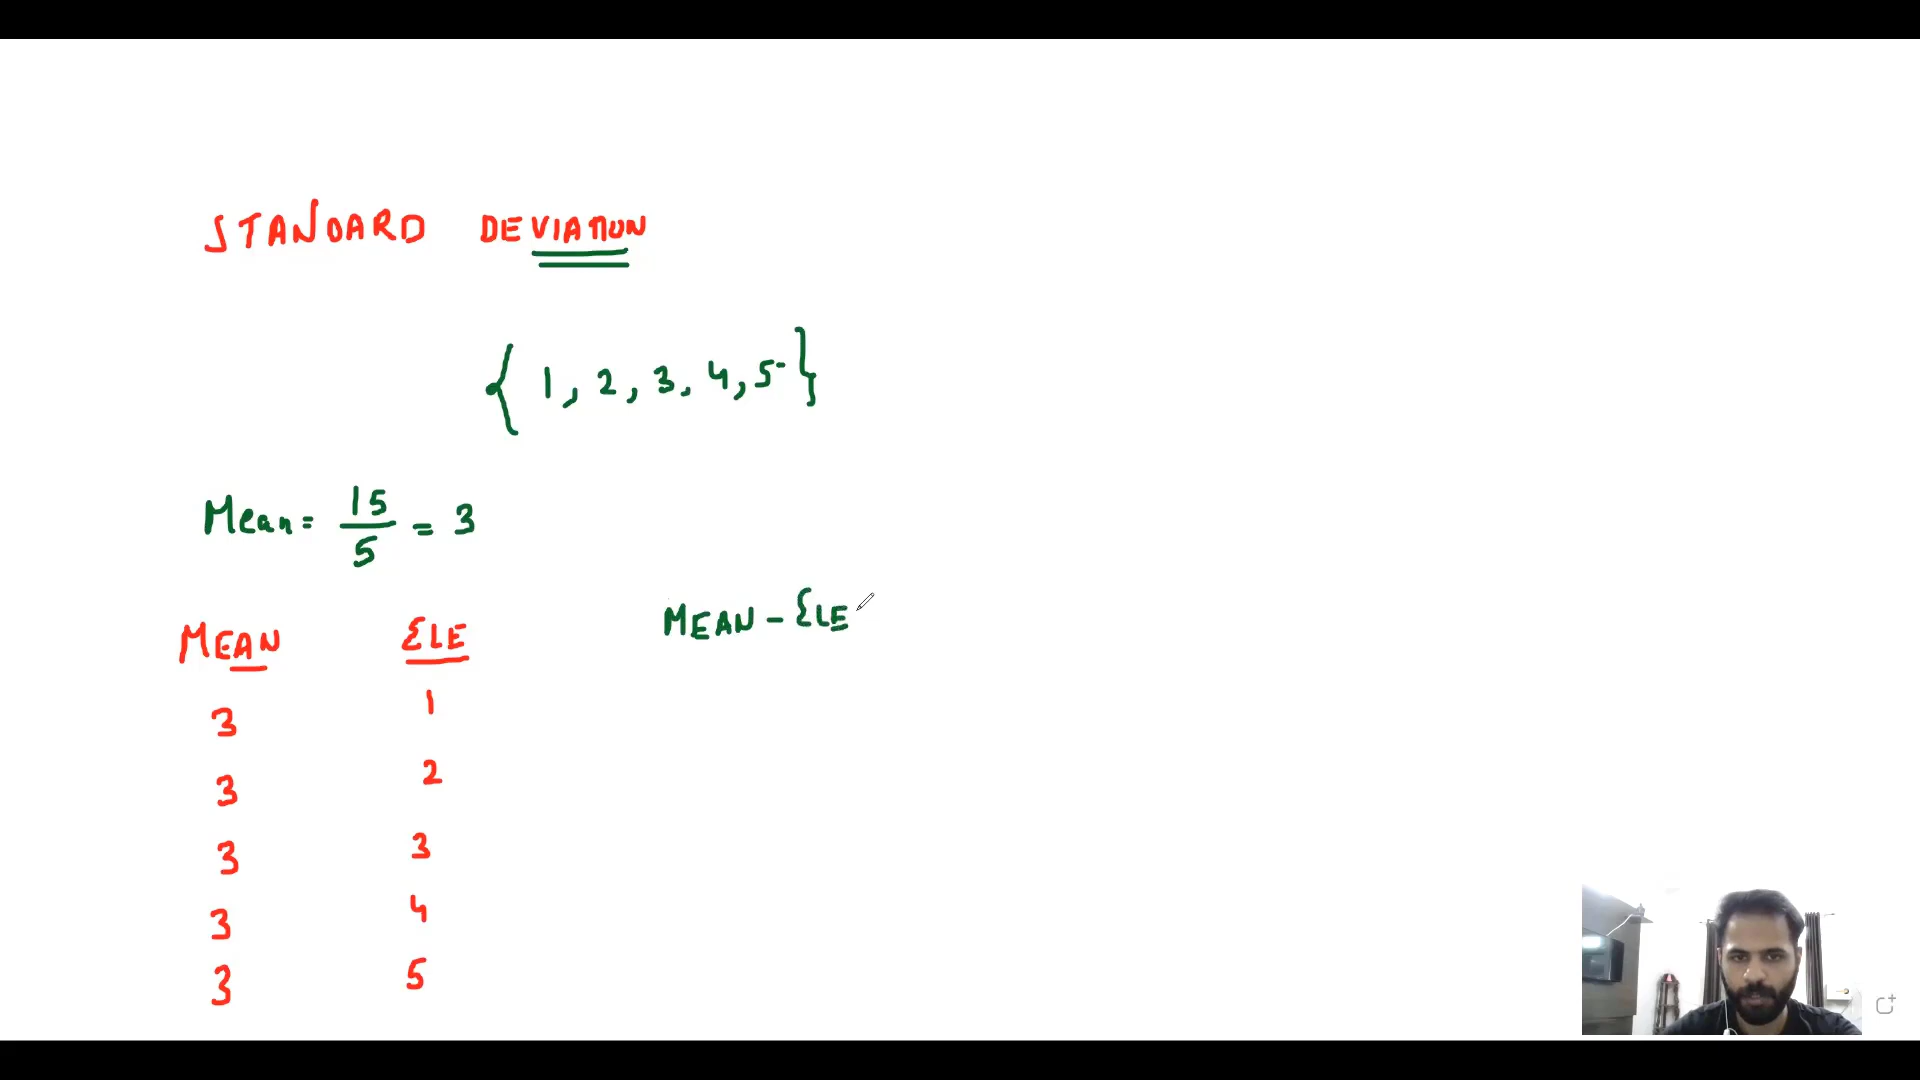 STANDARD DEVIATION
{ 1, 2, 3, 4, 5 }
Mean = 15/5 = 3
MEAN ELE MEAN - ELE
3 1
3 2
3 3
3 4
3 5